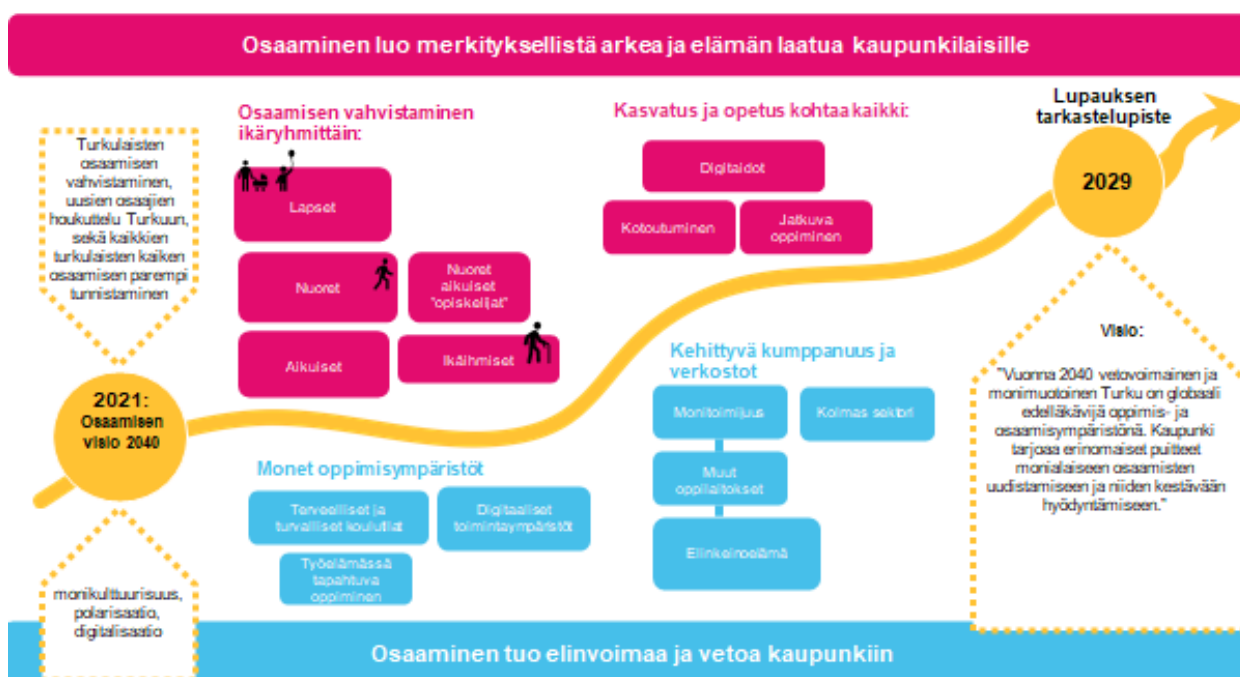 Osaaminen luo merkityksellistä arkea ja elämän laatua kaupunkilaisille
Turkulaisten
osaamisen
vahvistaminen,
uusien osaajien
houkuttelu Turkuun,
sekä kaikkien
turkulaisten kaiken
osaamisen parempi
tunnistaminen
2021:
Osaamisen
visio 2040
monikulttuurisuus,
polarisaatio,
digitalisaatio
Osaamisen vahvistaminen
ikäryhmittäin:
Lapset
Nuoret
Nuoret
aikuiset
"opiskelijat"
Aikuiset
Ikäihmiset
Kasvatus ja opetus kohtaa kaikki:
Digitaidot
Kotoutuminen
Jatkuva
oppiminen
Monet oppimisympäristöt
Terveelliset ja
turvalliset koulutilat
Digitaaliset
toimintaympäristöt
Työelämässä
tapahtuva
oppiminen
Kehittyvä kumppanuus ja
verkostot
Monitoimijuus
Kolmas sektori
Muut
oppilaitokset
Elinkeinoelämä
Lupauksen
tarkastelupiste
2029
Visio:
"Vuonna 2040 vetovoimainen ja
monimuotoinen Turku on globaali
edelläkävijä oppimis- ja
osaamisympäristönä. Kaupunki
tarjoaa erinomaiset puitteet
monialaiseen osaamisten
uudistamiseen ja niiden kestävään
hyödyntämiseen."
Osaaminen tuo elinvoimaa ja vetoa kaupunkiin